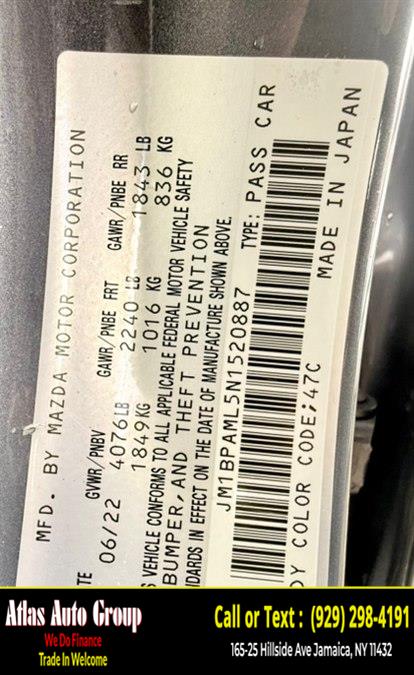 MFD. BY MAZDA MOTOR CORPORATION
GVWR/PNBV GAWR/PNBE FRT GAWR/PNBE RR
06/22 4076LB 2240 LB 1843 LB
1849KG 1016 KG 836 KG
VEHICLE CONFORMS TO ALL APPLICABLE FEDERAL MOTOR VEHICLE SAFETY
BUMPER, AND THEFT PREVENTION
IN EFFECT ON THE DATE OF MANUFACTURE SHOWN ABOVE.
JM1BPAML5N1520887 TYPE: PASS CAR
COLOR CODE:47C MADE IN JAPAN
Atlas Auto Group
We Do Finance
Trade In Welcome
Call or Text : (929) 298-4191
165-25 Hillside Ave Jamaica, NY 11432